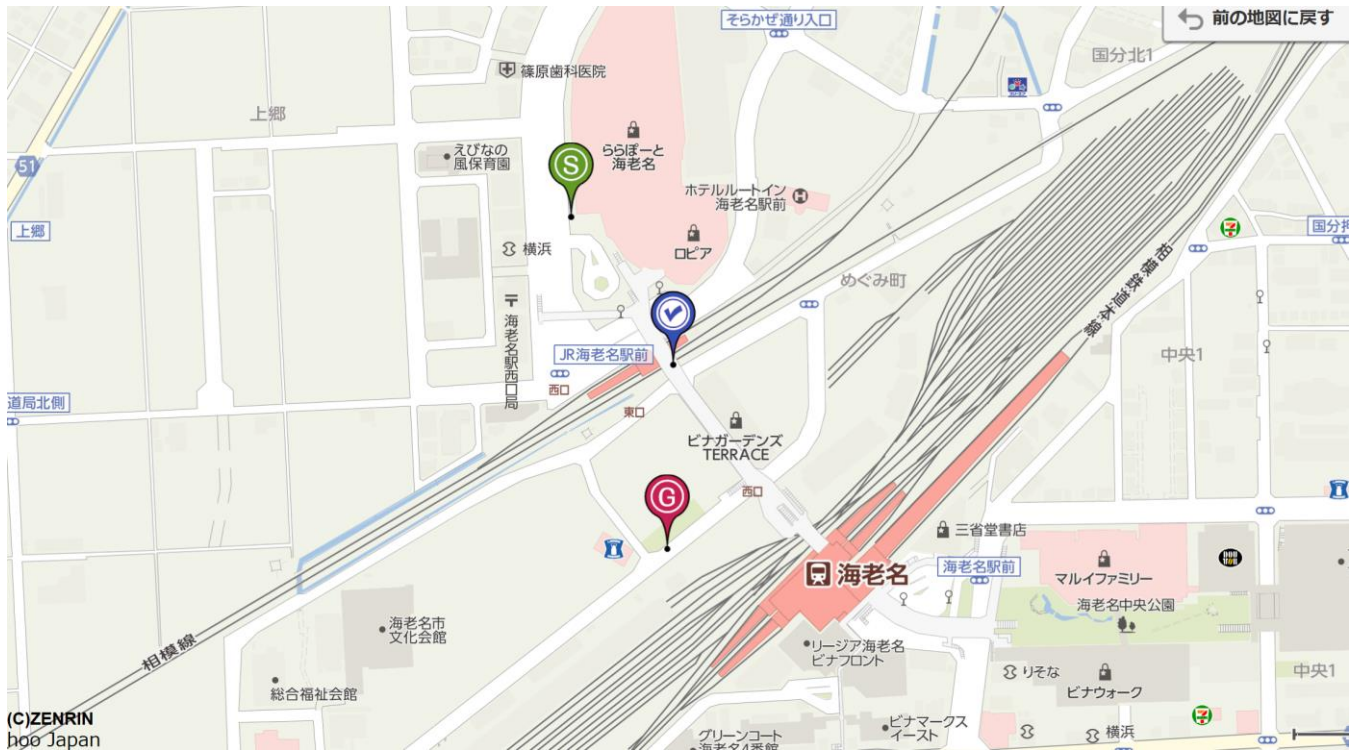 そらかぜ通り入口
前の地図に戻す
国分北1
篠原歯科医院
上郷
ららぽーと
海老名
えびなの
風保育園
51
S
ホテルルートイン
海老名駅前
H
上郷
国分押
横浜
ロピア
相模鉄道本線
めぐみ町
海老名駅西口局
JR海老名駅前
中央1
西口
道局北側
東口
ビナガーデンズ
TERRACE
西口
G
三省堂書店
海老名
海老名駅前
マルイファミリー
海老名中央公園
海老名市
文化会館
相模線
リージア海老名
ビナフロント
りそな
ビナウォーク
中央1
総合福祉会館
(C)ZENRIN
hoo Japan
ビナマークス
イースト
横浜
グリーンコート
海老名4番館